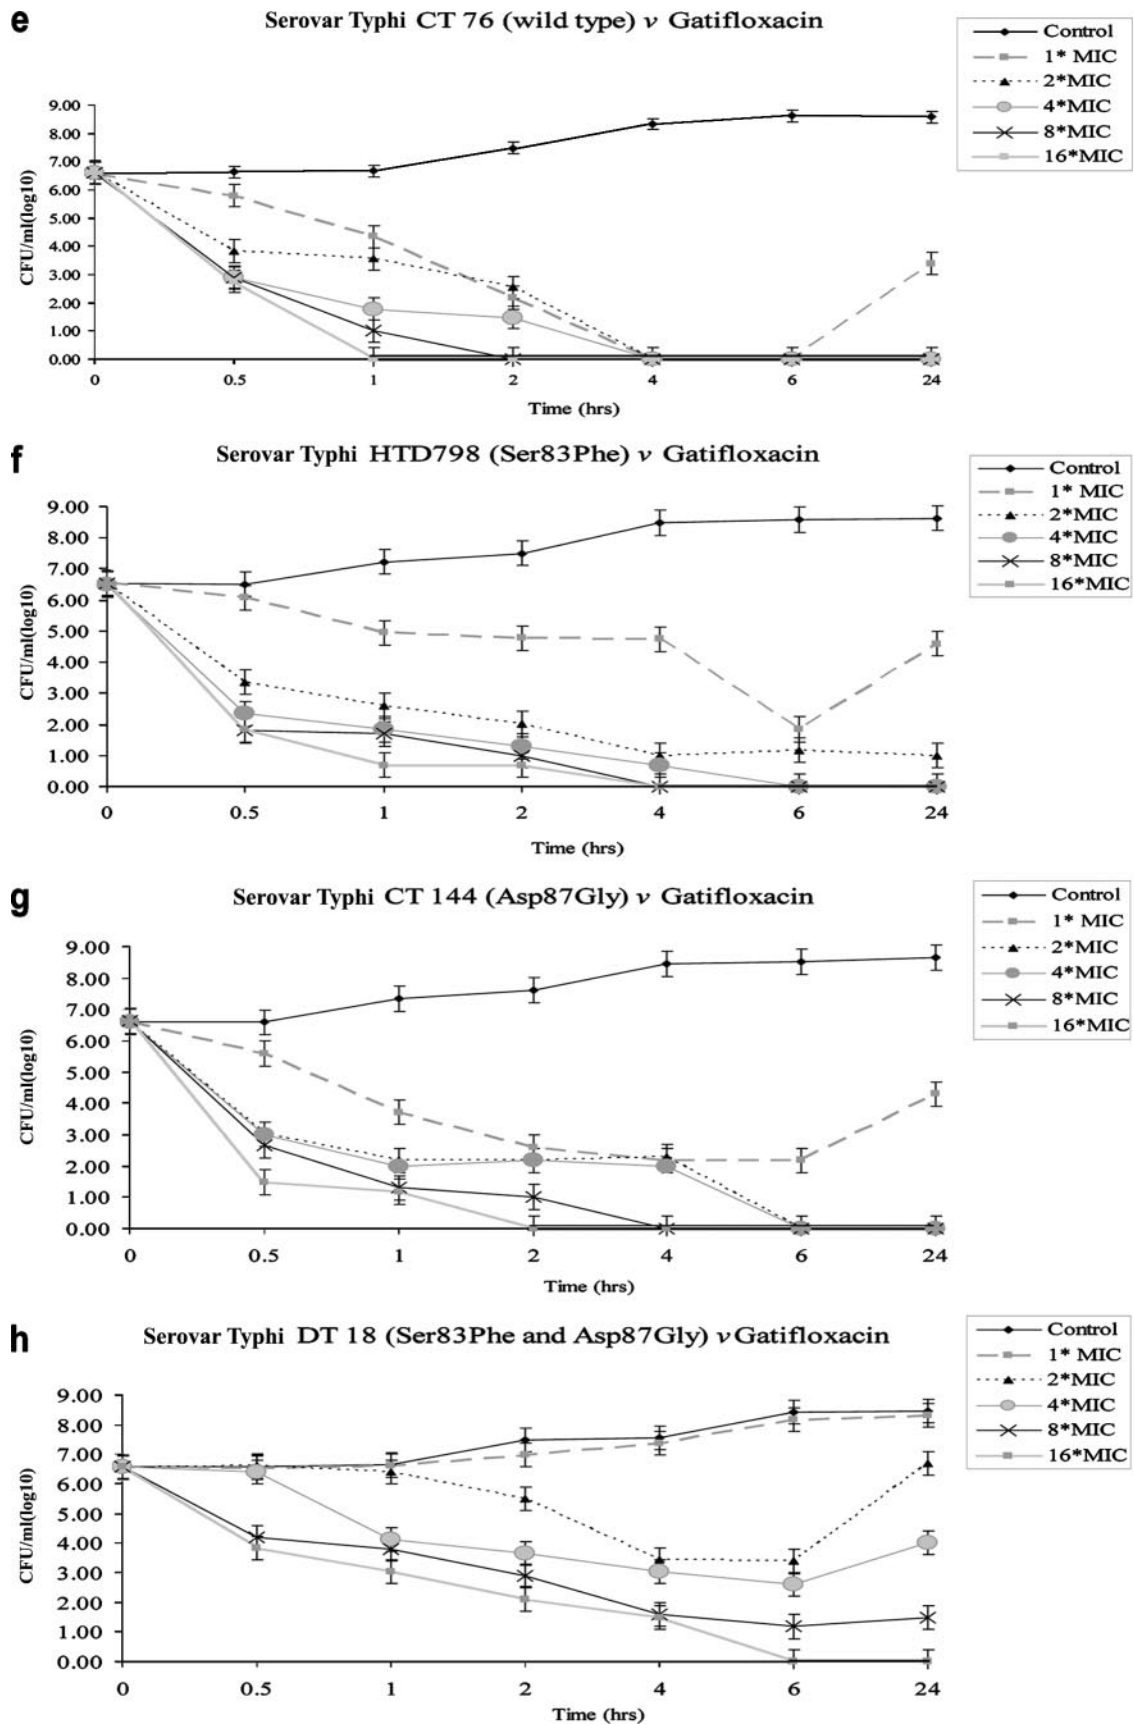 e
Serovar Typhi CT 76 (wild type) v Gatifloxacin
Control
1* MIC
2*MIC
4*MIC
8*MIC
16*MIC
9.00
8.00
7.00
6.00
5.00
4.00
3.00
2.00
1.00
0.00
CFU/ml(log10)
0 0.5 1 2 4 6 24
Time (hrs)
f
Serovar Typhi HTD798 (Ser83Phe) v Gatifloxacin
Control
1* MIC
2*MIC
4*MIC
8*MIC
16*MIC
9.00
8.00
7.00
6.00
5.00
4.00
3.00
2.00
1.00
0.00
CFU/ml(log10)
0 0.5 1 2 4 6 24
Time (hrs)
g
Serovar Typhi CT 144 (Asp87Gly) v Gatifloxacin
Control
1* MIC
2*MIC
4*MIC
8*MIC
16*MIC
9.00
8.00
7.00
6.00
5.00
4.00
3.00
2.00
1.00
0.00
CFU/ml(log10)
0 0.5 1 2 4 6 24
Time (hrs)
h
Serovar Typhi DT 18 (Ser83Phe and Asp87Gly) v Gatifloxacin
Control
1* MIC
2*MIC
4*MIC
8*MIC
16*MIC
9.00
8.00
7.00
6.00
5.00
4.00
3.00
2.00
1.00
0.00
CFU/ml(log10)
0 0.5 1 2 4 6 24
Time (hrs)